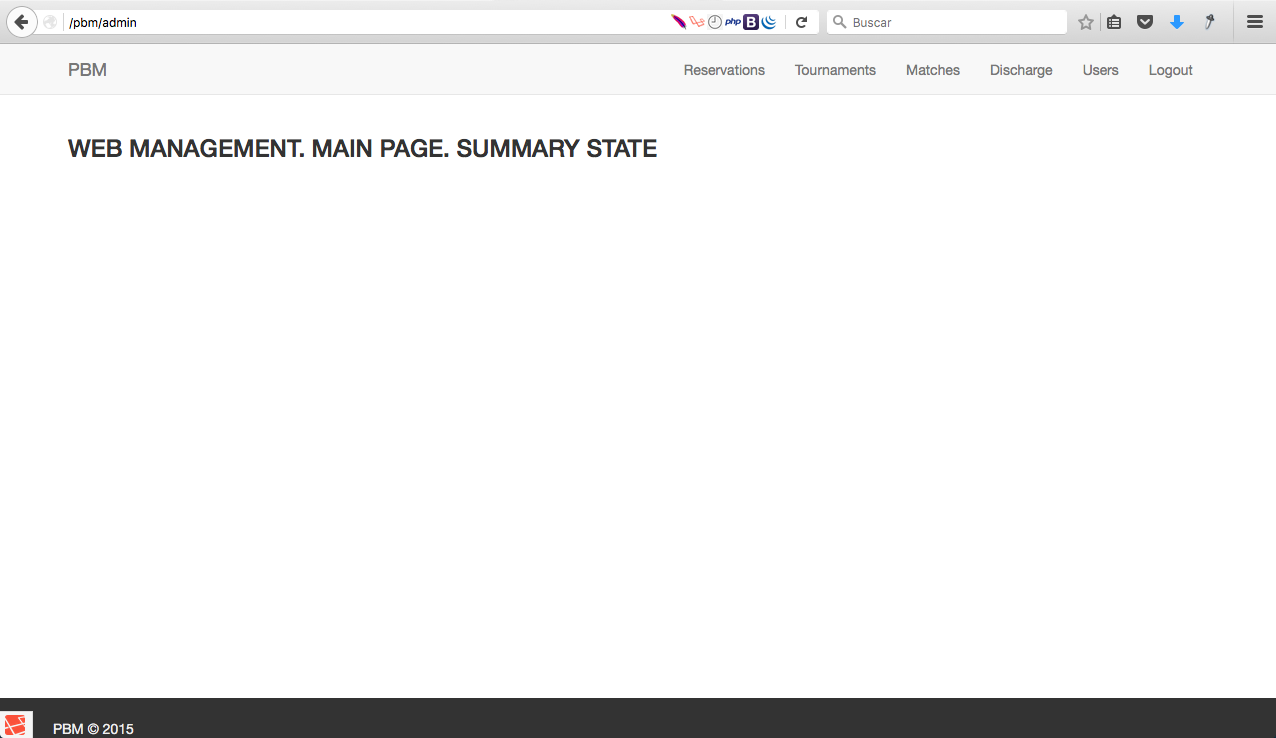 /pbm/admin php B Buscar
PBM Reservations Tournaments Matches Discharge Users Logout
WEB MANAGEMENT. MAIN PAGE. SUMMARY STATE
PBM © 2015